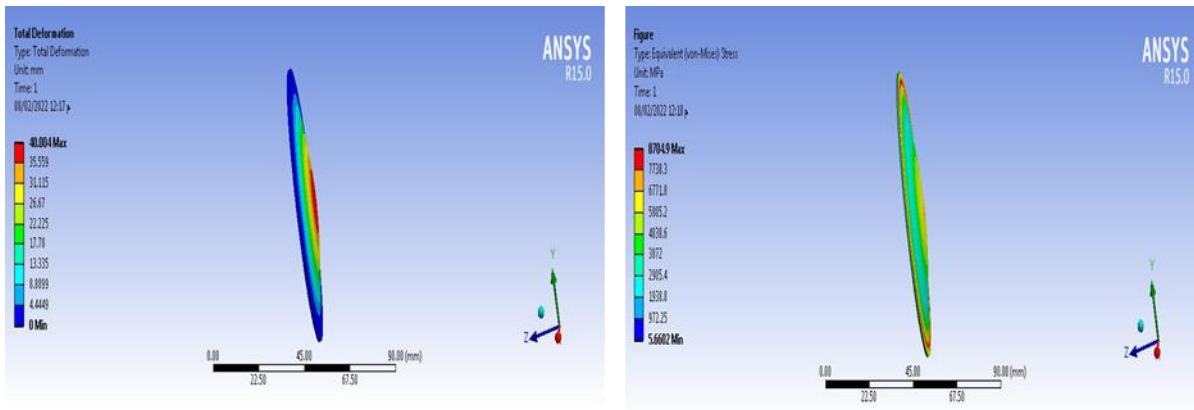 Total Deformation
Type: Total Deformation
Unit: mm
Time: 1
08/02/2022 12:17 م
40.004 Max
35.559
31.115
26.67
22.225
17.78
13.335
8.8899
4.4449
0 Min
ANSYS
R15.0
Y
Z
0.00 45.00 90.00 (mm)
22.50 67.50
Figure
Type: Equivalent (von-Mises) Stress
Unit: MPa
Time: 1
08/02/2022 12:18 م
8704.9 Max
7738.3
6771.8
5805.2
4838.6
3872
2905.4
1938.8
972.25
5.6602 Min
ANSYS
R15.0
Y
Z
0.00 45.00 90.00 (mm)
22.50 67.50